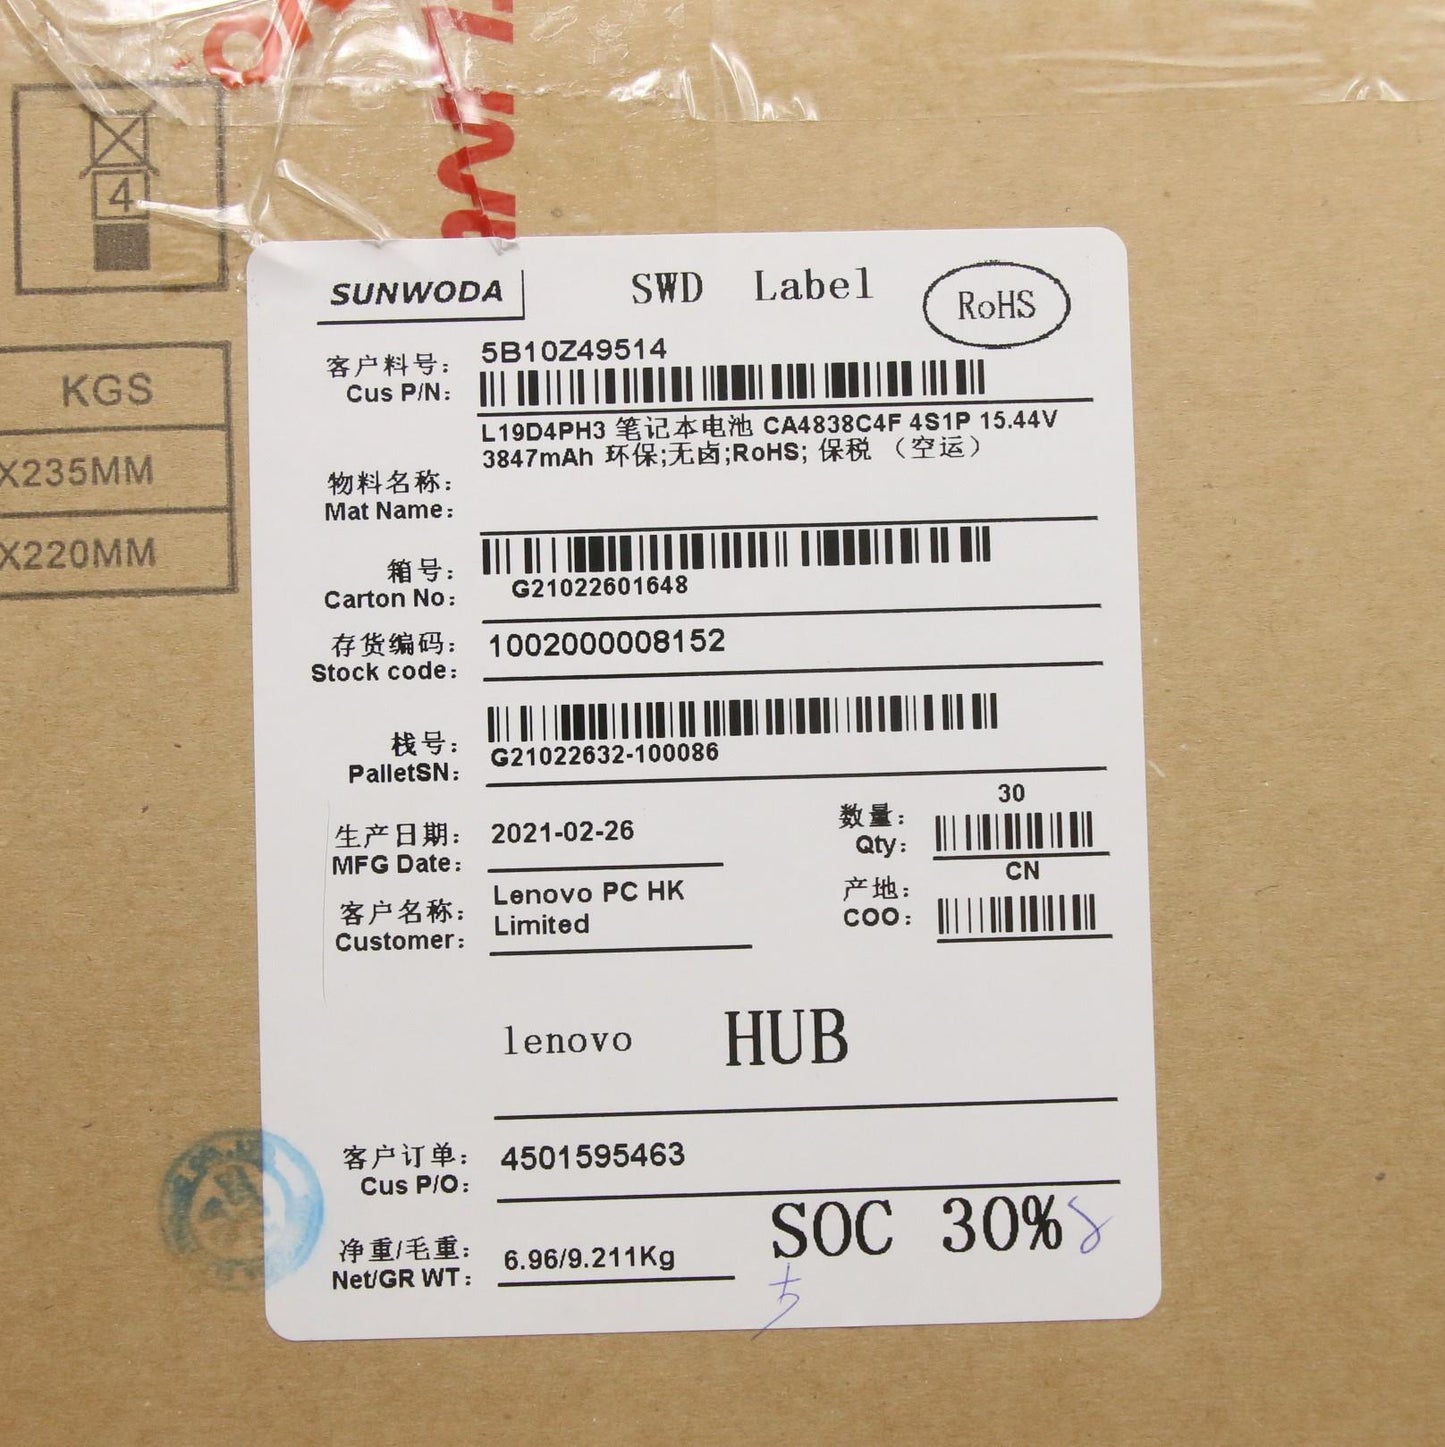 4
KGS
X235MM
X220MM
SUNWODA
SWD Label
RoHS
客户料号: 5B10Z49514
Cus P/N:
L19D4PH3 笔记本电池 CA4838C4F 4S1P 15.44V
3847mAh 环保;无卤;RoHS; 保税 （空运）
物料名称:
Mat Name:
箱号:
Carton No: G21022601648
存货编码: 1002000008152
Stock code:
栈号: G21022632-100086
PalletSN:
生产日期: 2021-02-26
MFG Date:
数量: 30
Qty:
客户名称: Lenovo PC HK
Customer: Limited
产地: CN
COO:
lenovo HUB
客户订单: 4501595463
Cus P/O:
SOC 30%
净重/毛重: 6.96/9.211Kg
Net/GR WT: